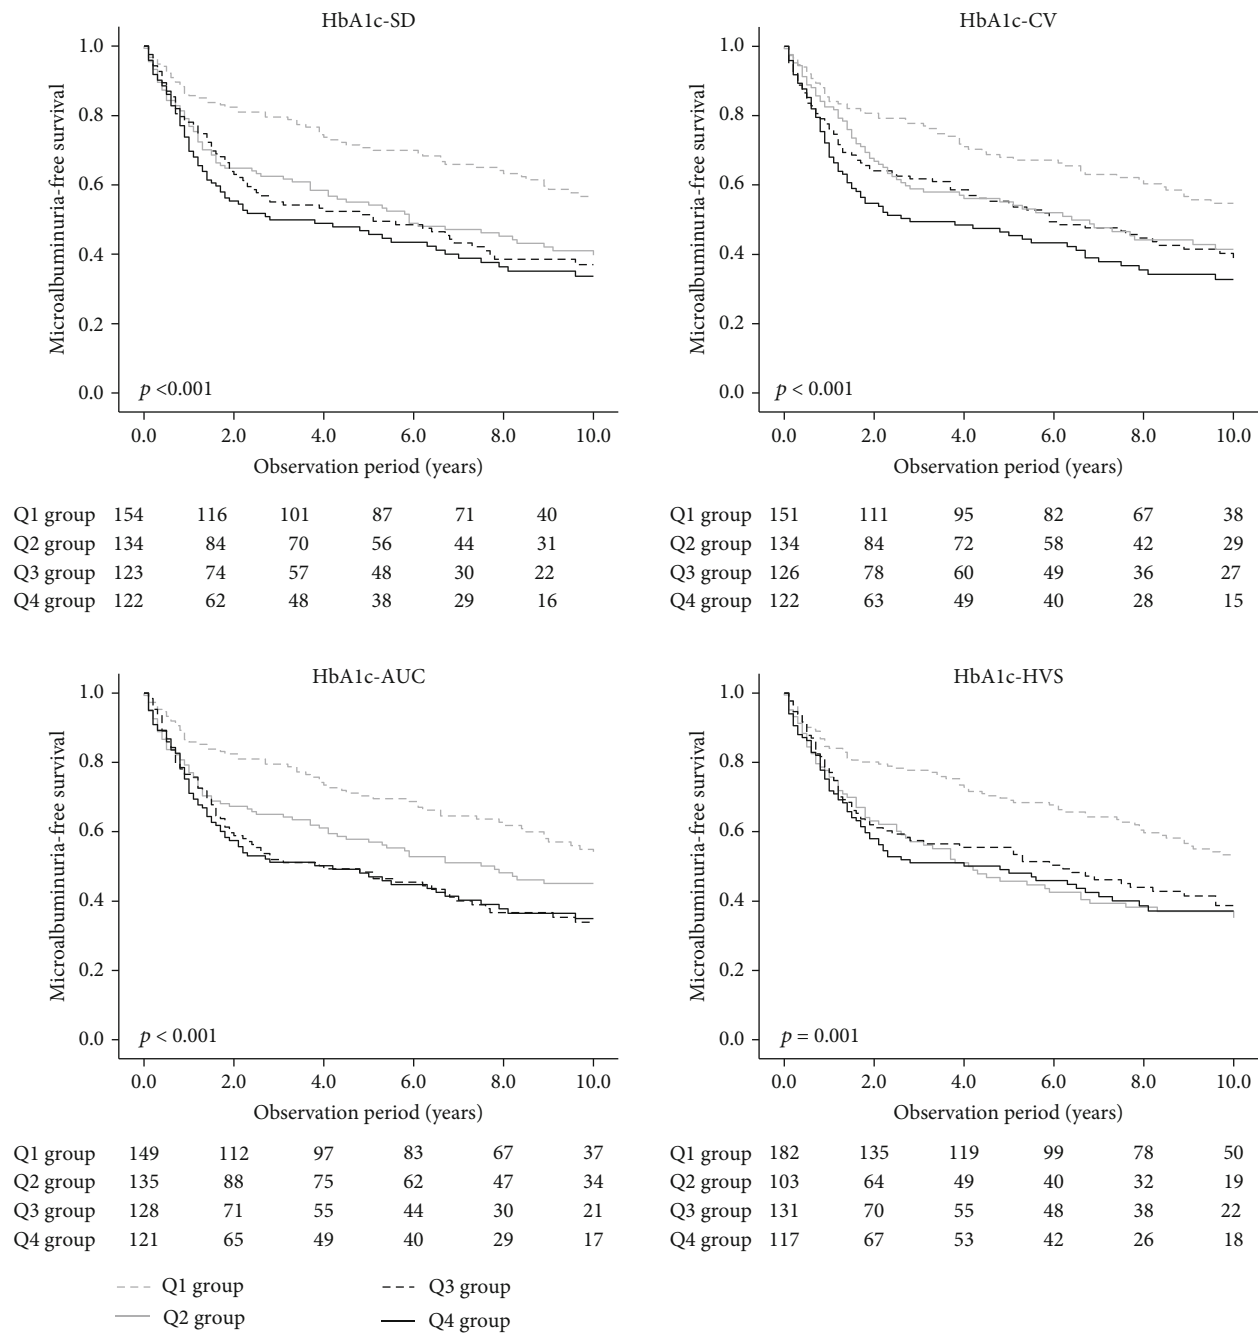 HbA1c-SD
Microalbuminuria-free survival
1.0
0.8
0.6
0.4
0.2
0.0
p <0.001
0.0 2.0 4.0 6.0 8.0 10.0
Observation period (years)
Q1 group 154 116 101 87 71 40
Q2 group 134 84 70 56 44 31
Q3 group 123 74 57 48 30 22
Q4 group 122 62 48 38 29 16
HbA1c-CV
Microalbuminuria-free survival
1.0
0.8
0.6
0.4
0.2
0.0
p < 0.001
0.0 2.0 4.0 6.0 8.0 10.0
Observation period (years)
Q1 group 151 111 95 82 67 38
Q2 group 134 84 72 58 42 29
Q3 group 126 78 60 49 36 27
Q4 group 122 63 49 40 28 15
HbA1c-AUC
Microalbuminuria-free survival
1.0
0.8
0.6
0.4
0.2
0.0
p < 0.001
0.0 2.0 4.0 6.0 8.0 10.0
Observation period (years)
Q1 group 149 112 97 83 67 37
Q2 group 135 88 75 62 47 34
Q3 group 128 71 55 44 30 21
Q4 group 121 65 49 40 29 17
HbA1c-HVS
Microalbuminuria-free survival
1.0
0.8
0.6
0.4
0.2
0.0
p = 0.001
0.0 2.0 4.0 6.0 8.0 10.0
Observation period (years)
Q1 group 182 135 119 99 78 50
Q2 group 103 64 49 40 32 19
Q3 group 131 70 55 48 38 22
Q4 group 117 67 53 42 26 18
Q1 group
Q2 group
Q3 group
Q4 group